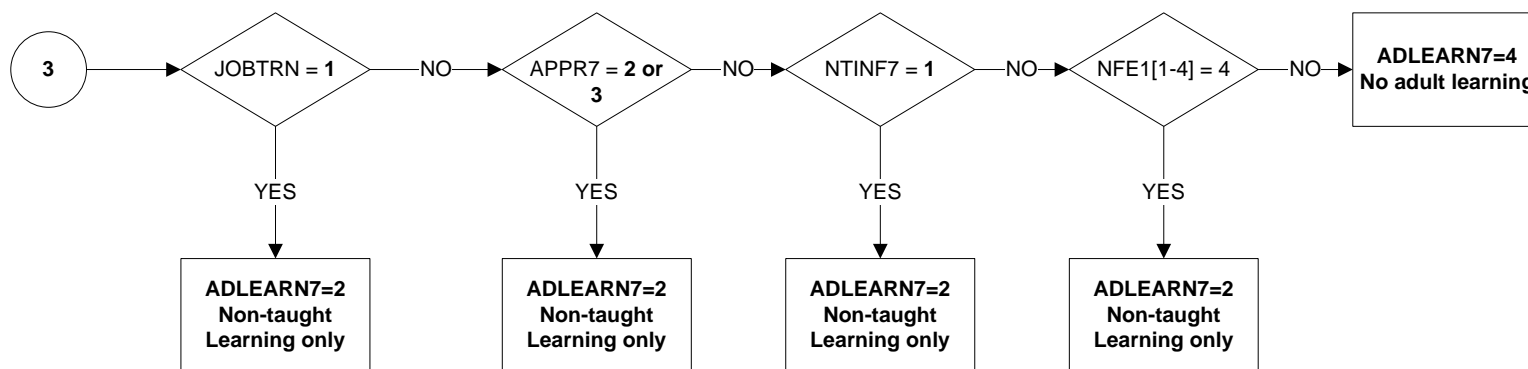 3
JOBTRN = 1
NO
APPR7 = 2 or
3
NO
NTINF7 = 1
NO
NFE1[1-4] = 4
NO
ADLEARN7=4
No adult learning
YES
YES
YES
YES
ADLEARN7=2
Non-taught
Learning only
ADLEARN7=2
Non-taught
Learning only
ADLEARN7=2
Non-taught
Learning only
ADLEARN7=2
Non-taught
Learning only